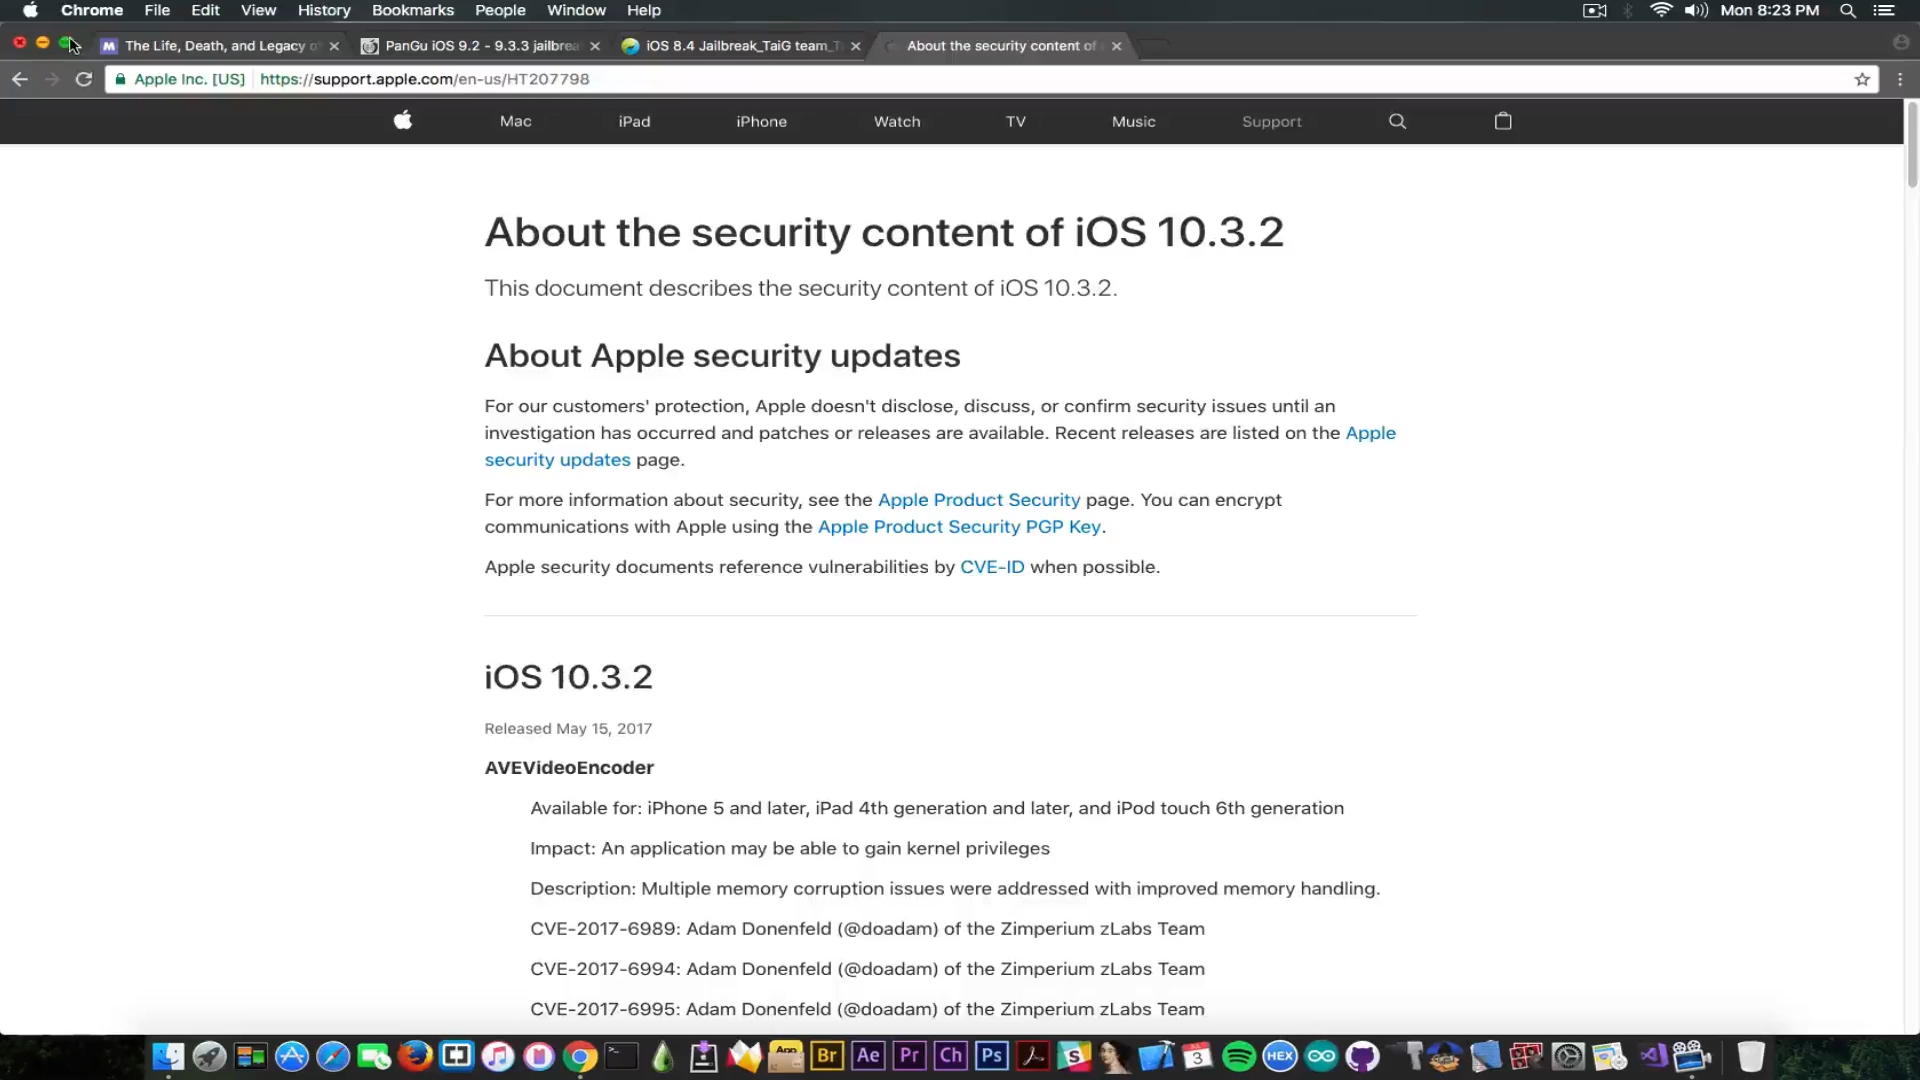 Chrome File Edit View History Bookmarks People Window Help Mon 8:23 PM
The Life, Death, and Legacy o PanGu iOS 9.2 - 9.3.3 jailbrea iOS 8.4 Jailbreak_TaiG team_T About the security content of
Apple Inc. [US] https://support.apple.com/en-us/HT207798
Mac iPad iPhone Watch TV Music Support
About the security content of iOS 10.3.2
This document describes the security content of iOS 10.3.2.
About Apple security updates
For our customers' protection, Apple doesn't disclose, discuss, or confirm security issues until an
investigation has occurred and patches or releases are available. Recent releases are listed on the Apple
security updates page.
For more information about security, see the Apple Product Security page. You can encrypt
communications with Apple using the Apple Product Security PGP Key.
Apple security documents reference vulnerabilities by CVE-ID when possible.
iOS 10.3.2
Released May 15, 2017
AVEVideoEncoder
Available for: iPhone 5 and later, iPad 4th generation and later, and iPod touch 6th generation
Impact: An application may be able to gain kernel privileges
Description: Multiple memory corruption issues were addressed with improved memory handling.
CVE-2017-6989: Adam Donenfeld (@doadam) of the Zimperium zLabs Team
CVE-2017-6994: Adam Donenfeld (@doadam) of the Zimperium zLabs Team
CVE-2017-6995: Adam Donenfeld (@doadam) of the Zimperium zLabs Team
App Br Ae Pr Ch Ps S 3 HEX